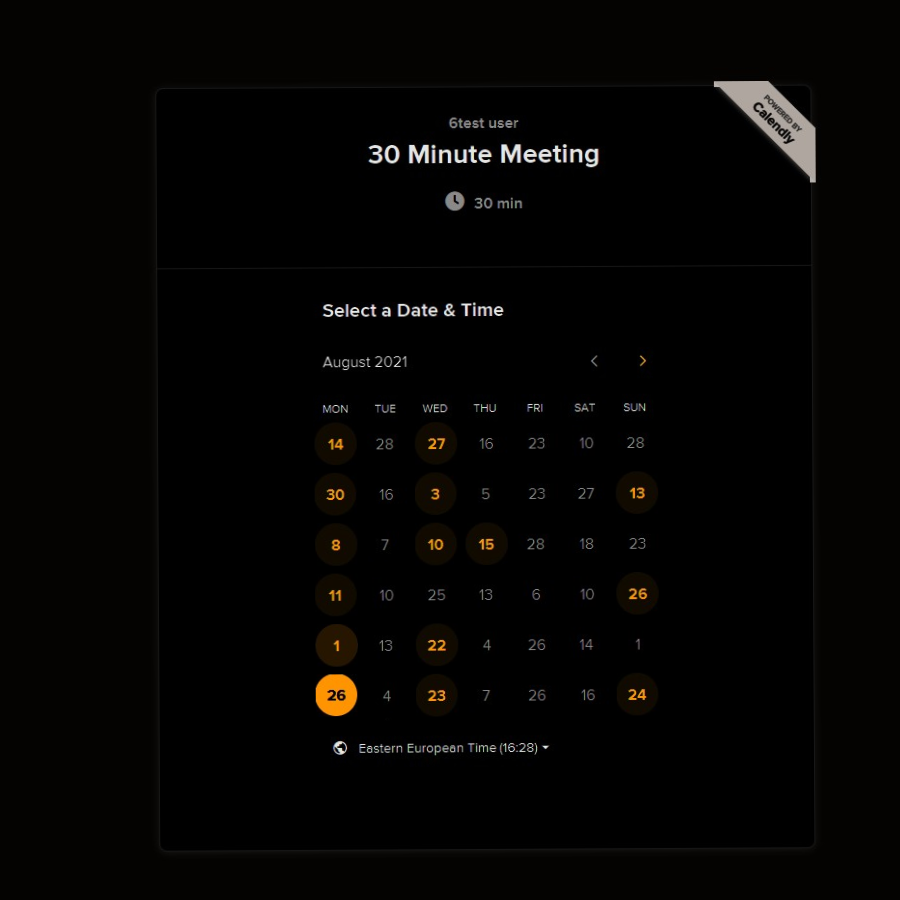 POWERED BY
Calendly
6test user
30 Minute Meeting
30 min
Select a Date & Time
August 2021
MON TUE WED THU FRI SAT SUN
14 28 27 16 23 10 28
30 16 3 5 23 27 13
8 7 10 15 28 18 23
11 10 25 13 6 10 26
1 13 22 4 26 14 1
26 4 23 7 26 16 24
Eastern European Time (16:28)